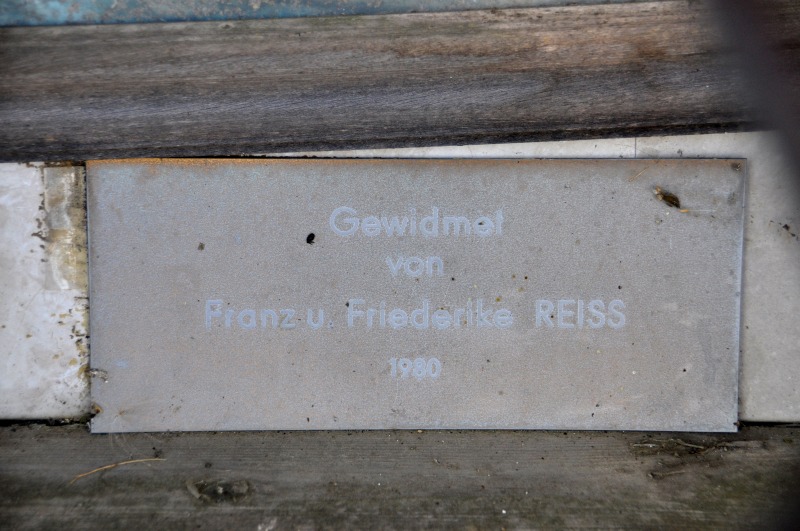 Gewidmet
von
Franz u. Friederike REISS
1980